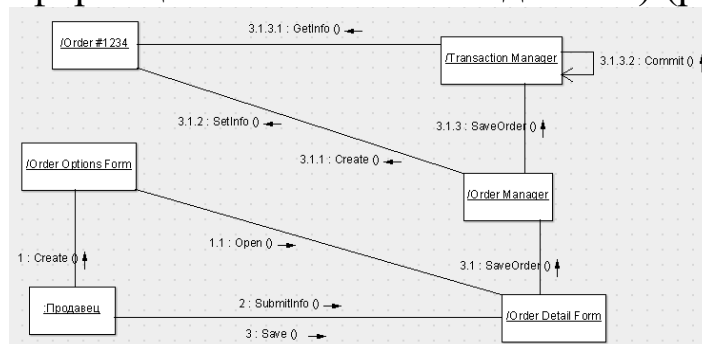 3.1.3.1 : GetInfo ()
/Order #1234
/Transaction Manager
3.1.3.2 : Commit ()
3.1.2 : SetInfo ()
3.1.3 : SaveOrder ()
3.1.1 : Create ()
/Order Options Form
/Order Manager
1.1 : Open ()
1 : Create ()
3.1 : SaveOrder ()
:Продавец
2 : SubmitInfo ()
/Order Detail Form
3 : Save ()